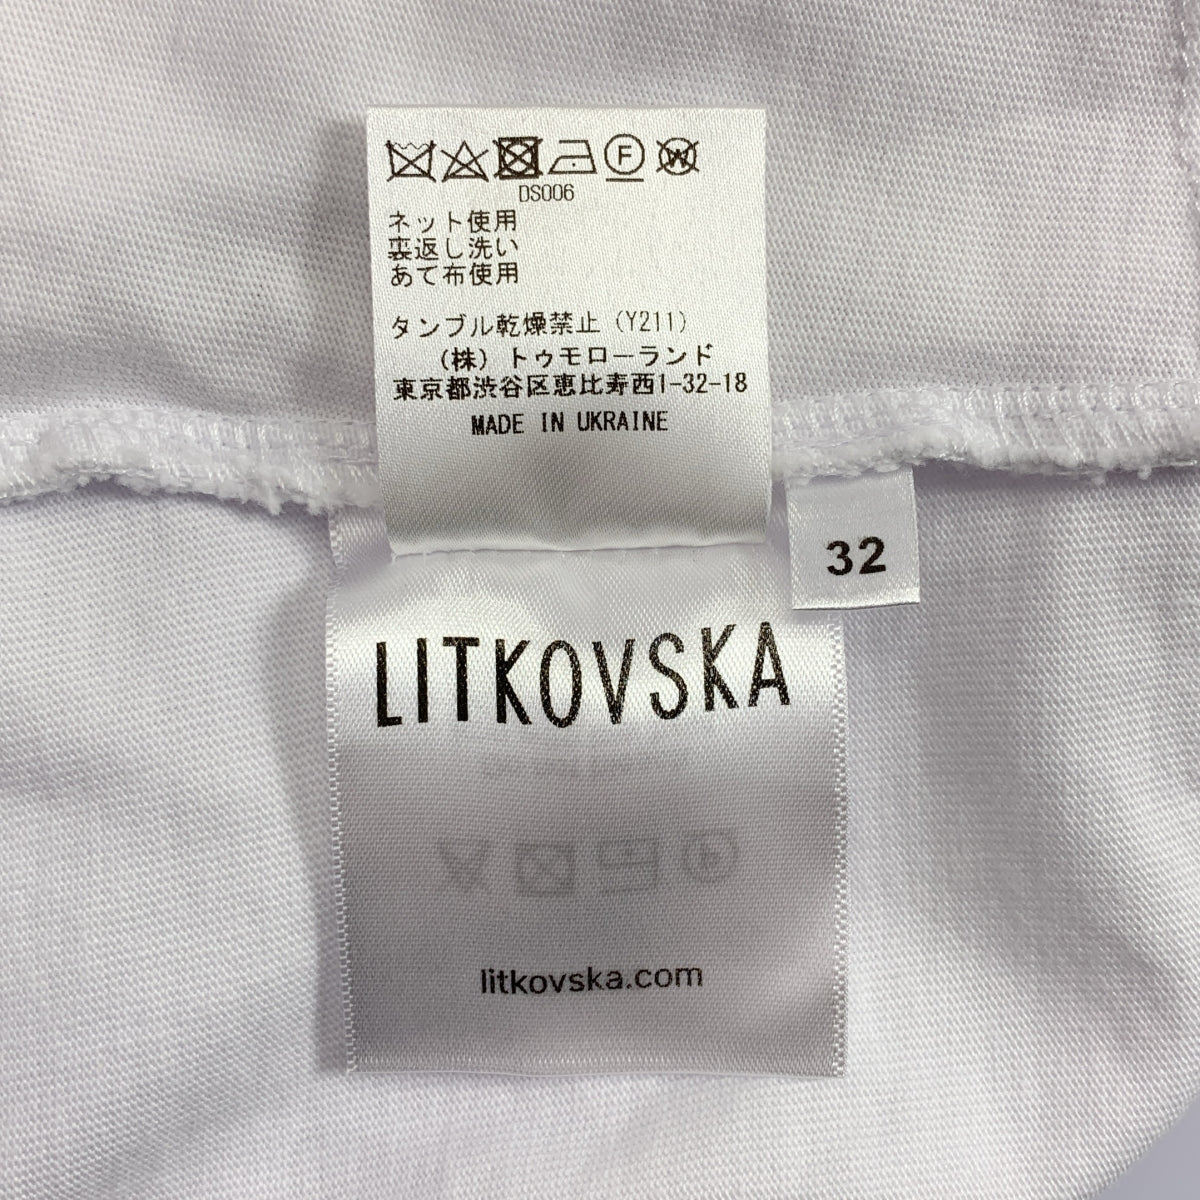 F W
DS006
ネット使用
裏返し洗い
あて布使用
タンブル乾燥禁止(Y211)
(株)トゥモローランド
東京都渋谷区恵比寿西1-32-18
MADE IN UKRAINE
32
LITKOVSKA
litkovska.com